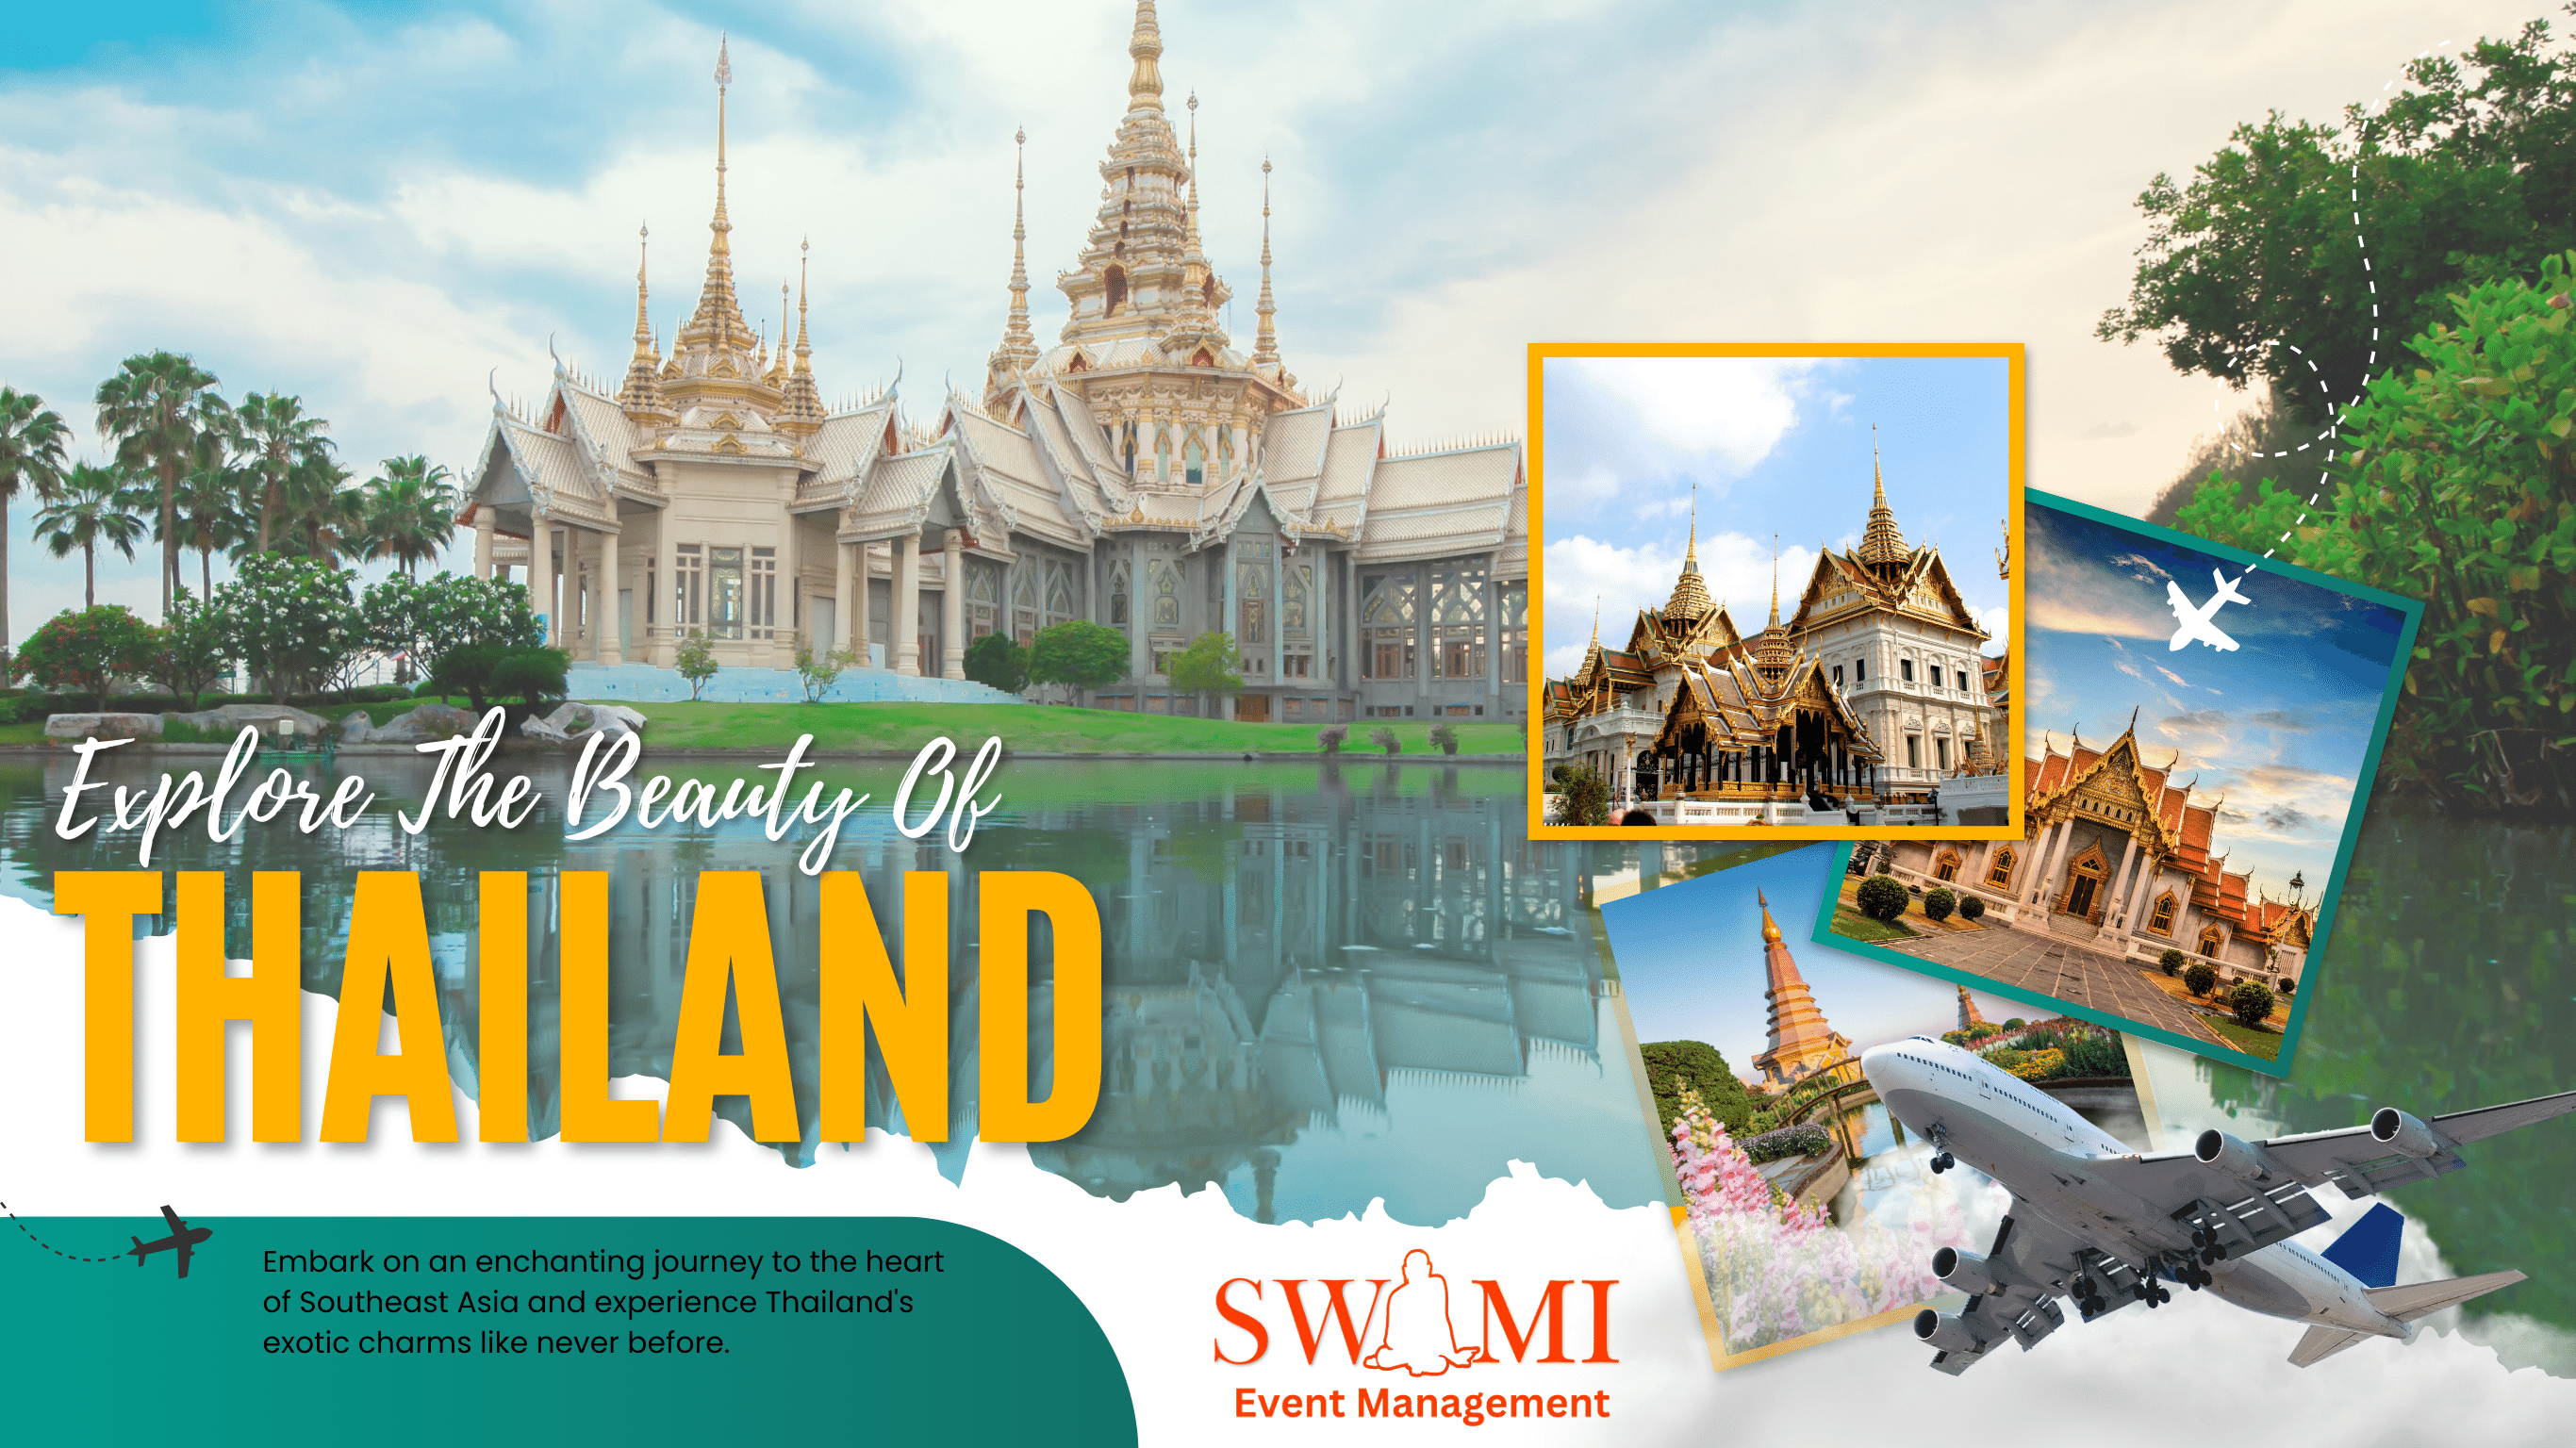 Explore The Beauty Of
THAILAND
Embark on an enchanting journey to the heart
of Southeast Asia and experience Thailand's
exotic charms like never before.
SWAMI
Event Management